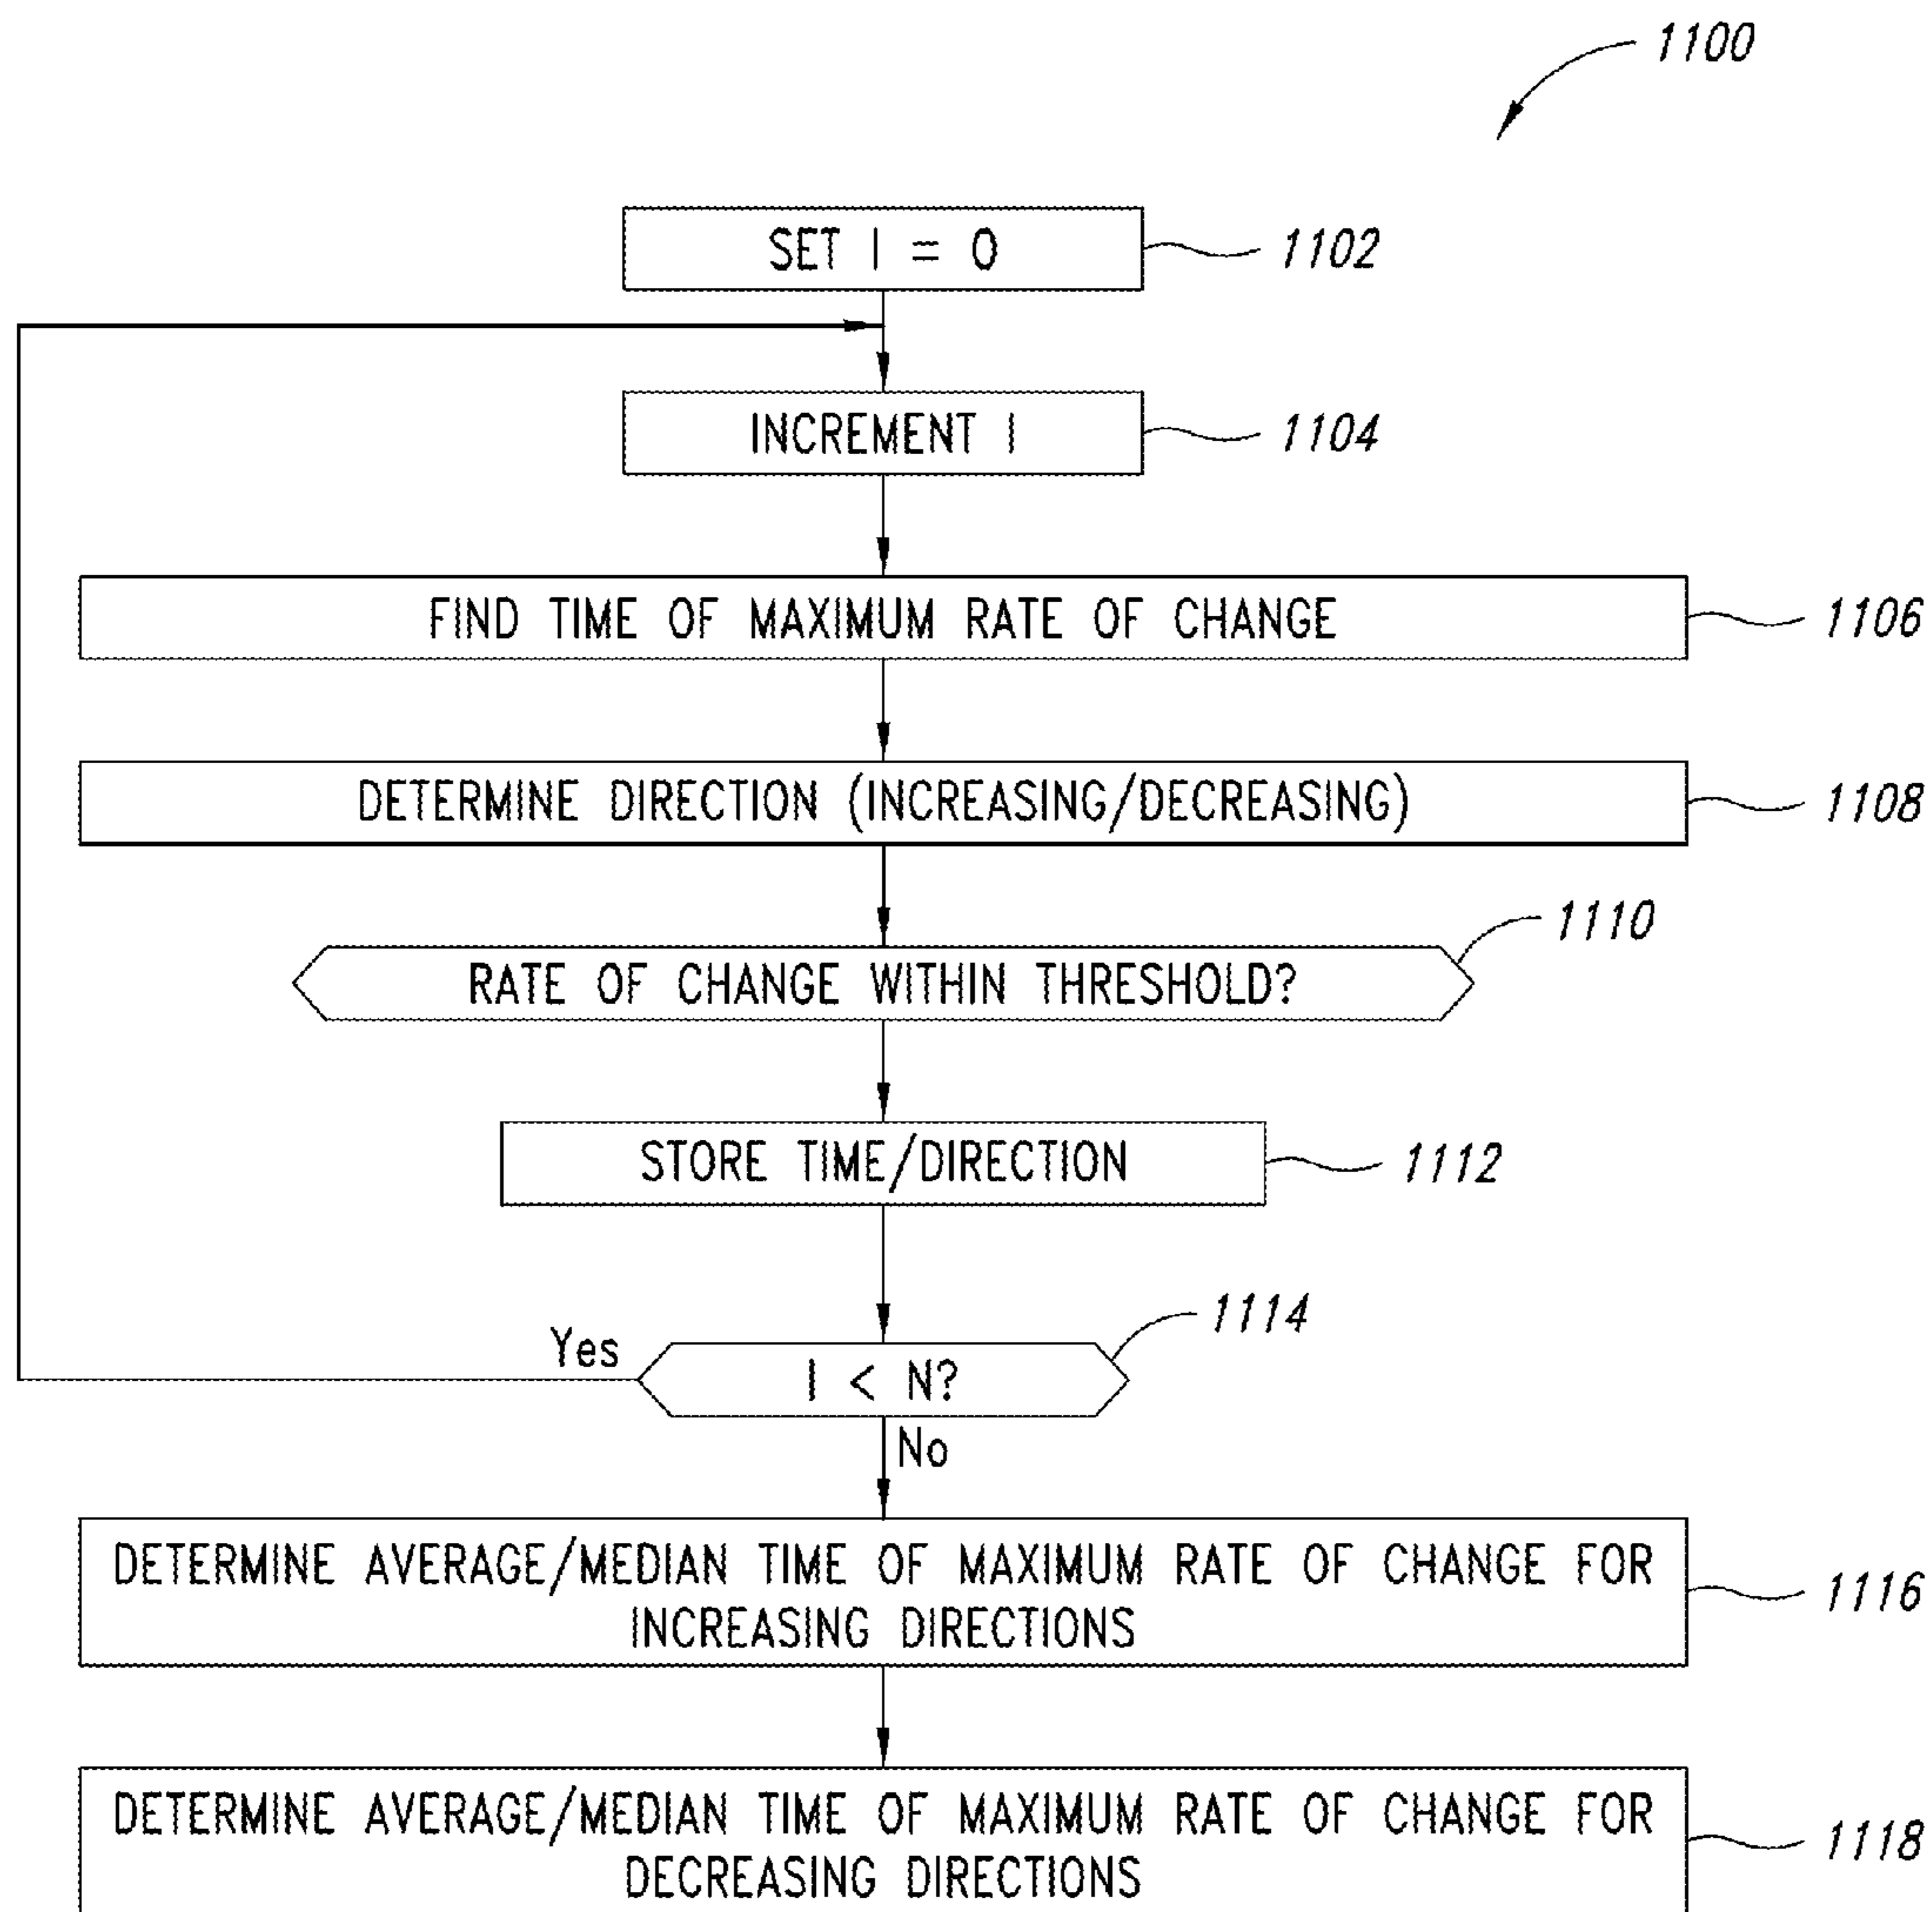 1100
SET I = 0
1102
INCREMENT I
1104
FIND TIME OF MAXIMUM RATE OF CHANGE
1106
DETERMINE DIRECTION (INCREASING/DECREASING)
1108
1110
RATE OF CHANGE WITHIN THRESHOLD?
STORE TIME/DIRECTION
1112
1114
Yes
I < N?
No
DETERMINE AVERAGE/MEDIAN TIME OF MAXIMUM RATE OF CHANGE FOR
INCREASING DIRECTIONS
1116
DETERMINE AVERAGE/MEDIAN TIME OF MAXIMUM RATE OF CHANGE FOR
DECREASING DIRECTIONS
1118